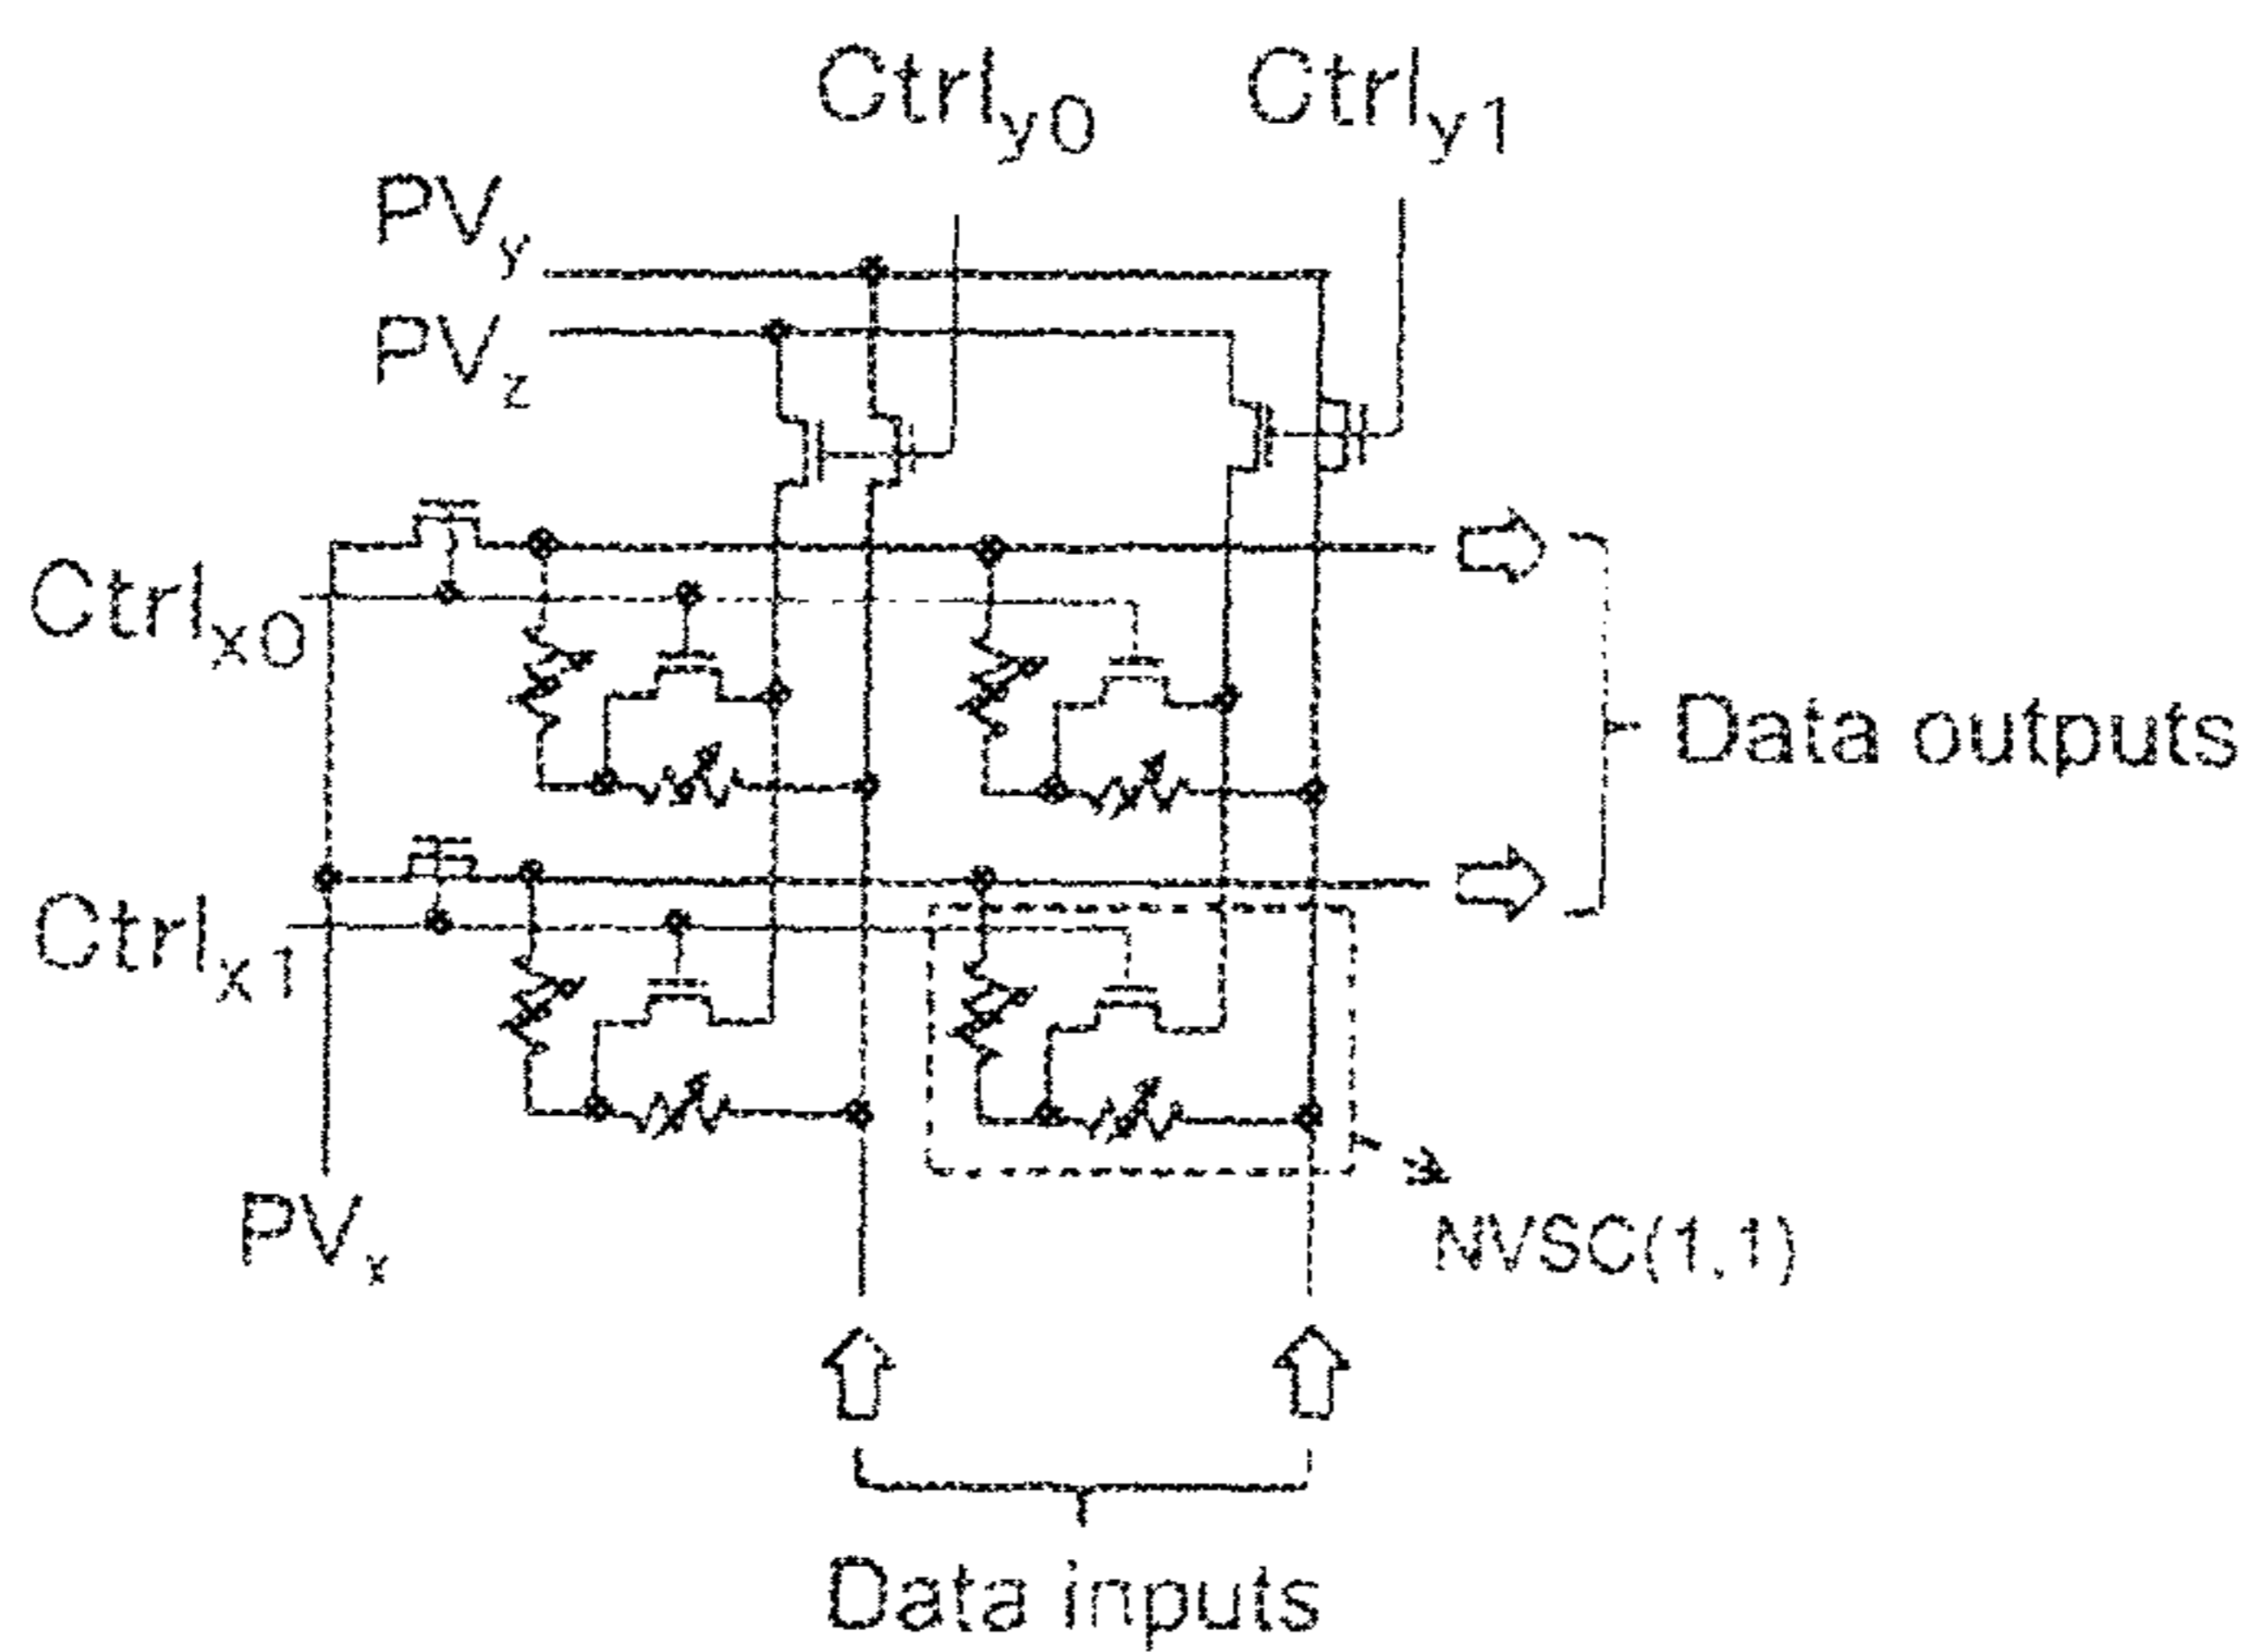 Ctrly0 Ctrly1
PVy
PVz
Ctrlx0
Data outputs
Ctrlx1
PVx
NVSC(1,1)
Data inputs